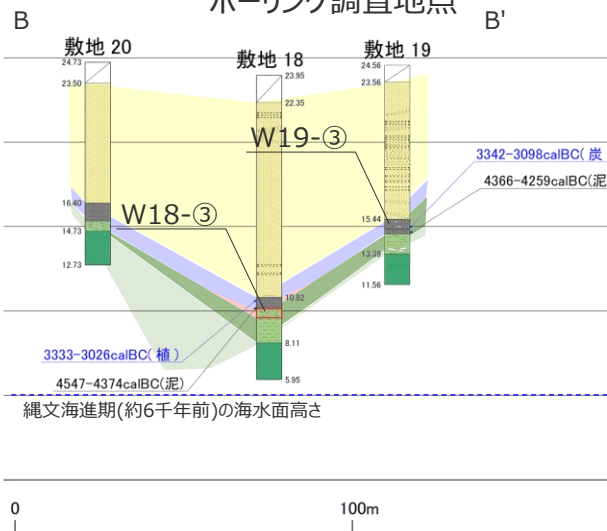 ボーリング調査地点
B
B'
敷地 20
敷地 18
敷地 19
24.73
23.50
16.40
14.73
12.73
23.95
22.35
10.82
8.11
5.95
24.56
23.56
15.44
13.39
11.56
W19-③
W18-③
3342-3098calBC( 炭
4366-4259calBC(泥
3333-3026calBC( 植 )
4547-4374calBC(泥)
縄文海進期(約6千年前)の海水面高さ
0
100m